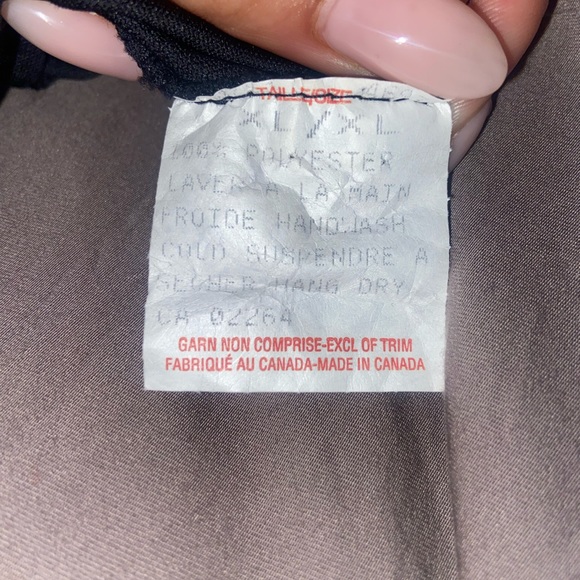 TAILLE/SIZE
XL/XL
100% POLYESTER
LAVER A LA MAIN
FROIDE HANDWASH
COLD SUSPENDRE A
SECHER HANG DRY
CA 02264
GARN NON COMPRISE-EXCL OF TRIM
FABRIQUÉ AU CANADA-MADE IN CANADA